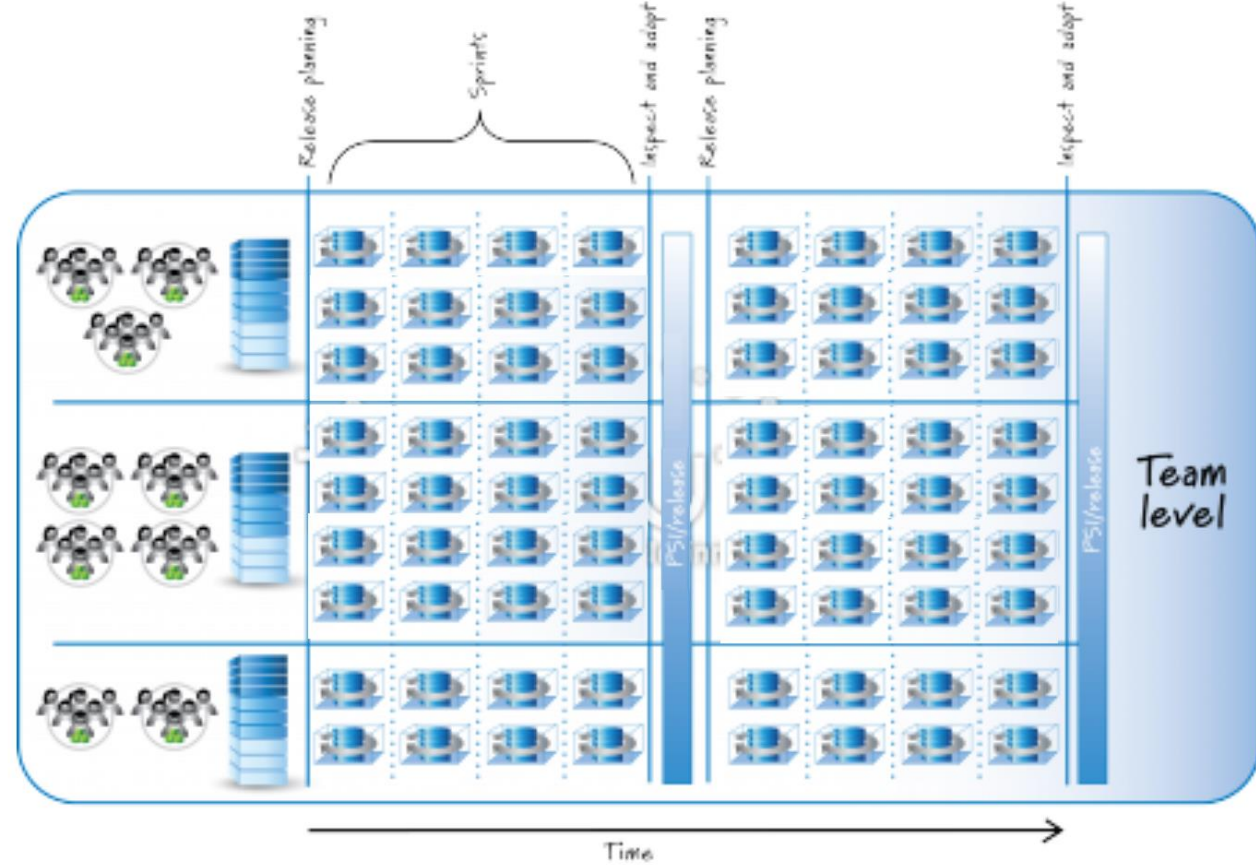 Release planning
Sprints
Inspect and adapt
Release planning
Inspect and adapt
PSI/release
PSI/release
Team
level
Time